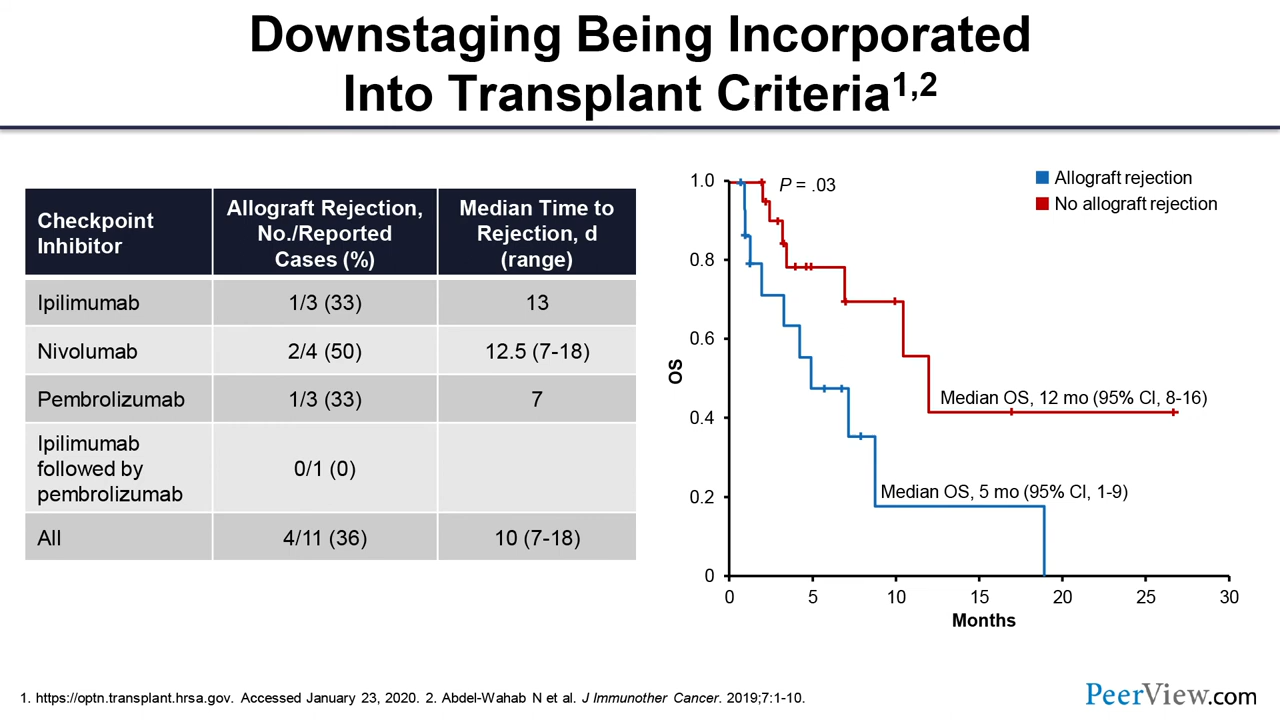 Downstaging Being Incorporated
Into Transplant Criteria1,2
Checkpoint
Inhibitor
Allograft Rejection,
No./Reported
Cases (%)
Median Time to
Rejection, d
(range)
Ipilimumab
1/3 (33)
13
Nivolumab
2/4 (50)
12.5 (7-18)
Pembrolizumab
1/3 (33)
7
Ipilimumab
followed by
pembrolizumab
0/1 (0)
All
4/11 (36)
10 (7-18)
P = .03
Allograft rejection
No allograft rejection
OS
1.0
0.8
0.6
0.4
0.2
0
Median OS, 12 mo (95% CI, 8-16)
Median OS, 5 mo (95% CI, 1-9)
0 5 10 15 20 25 30
Months
1. https://optn.transplant.hrsa.gov. Accessed January 23, 2020. 2. Abdel-Wahab N et al. J Immunother Cancer. 2019;7:1-10.
PeerView.com